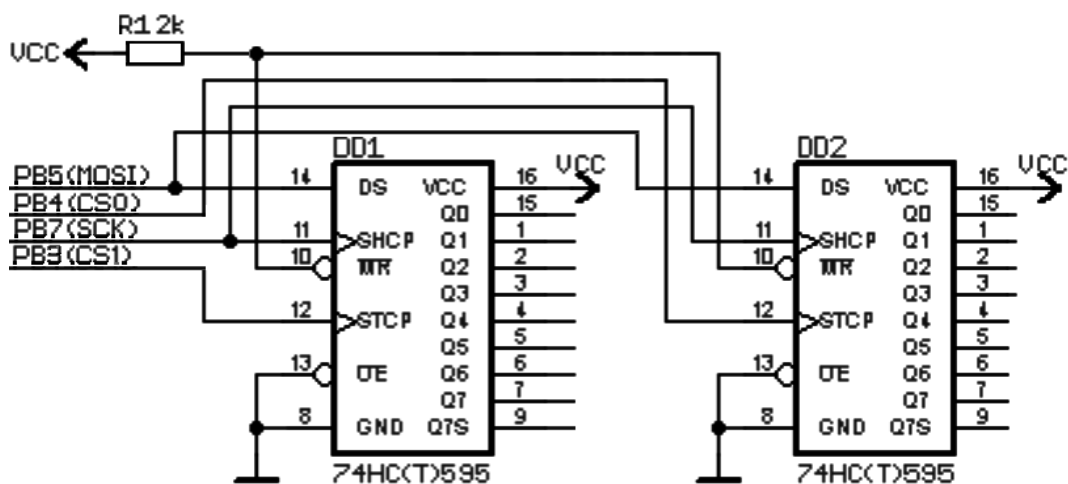 R1 2k
VCC
PB5(MOSI)
PB4(CS0)
PB7(SCK)
PB3(CS1)
DD1
VCC
14 DS VCC 16
Q0 15
11 SHCP Q1 1
10 MR Q2 2
Q3 3
12 STCP Q4 4
Q5 5
13 OE Q6 6
Q7 7
8 GND Q7S 9
74HC(T)595
DD2
VCC
14 DS VCC 16
Q0 15
11 SHCP Q1 1
10 MR Q2 2
Q3 3
12 STCP Q4 4
Q5 5
13 OE Q6 6
Q7 7
8 GND Q7S 9
74HC(T)595